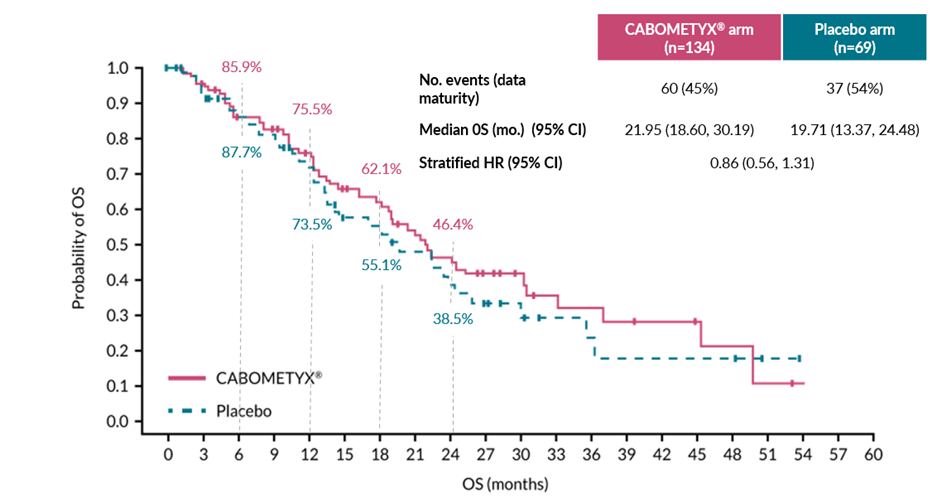 CABOMETYX® arm
(n=134)
Placebo arm
(n=69)
No. events (data
maturity)
60 (45%)
37 (54%)
Median 0S (mo.) (95% CI)
21.95 (18.60, 30.19)
19.71 (13.37, 24.48)
Stratified HR (95% CI)
0.86 (0.56, 1.31)
Probability of OS
1.0
0.9
0.8
0.7
0.6
0.5
0.4
0.3
0.2
0.1
0.0
85.9%
75.5%
62.1%
46.4%
87.7%
73.5%
55.1%
38.5%
CABOMETYX®
Placebo
0 3 6 9 12 15 18 21 24 27 30 33 36 39 42 45 48 51 54 60
OS (months)